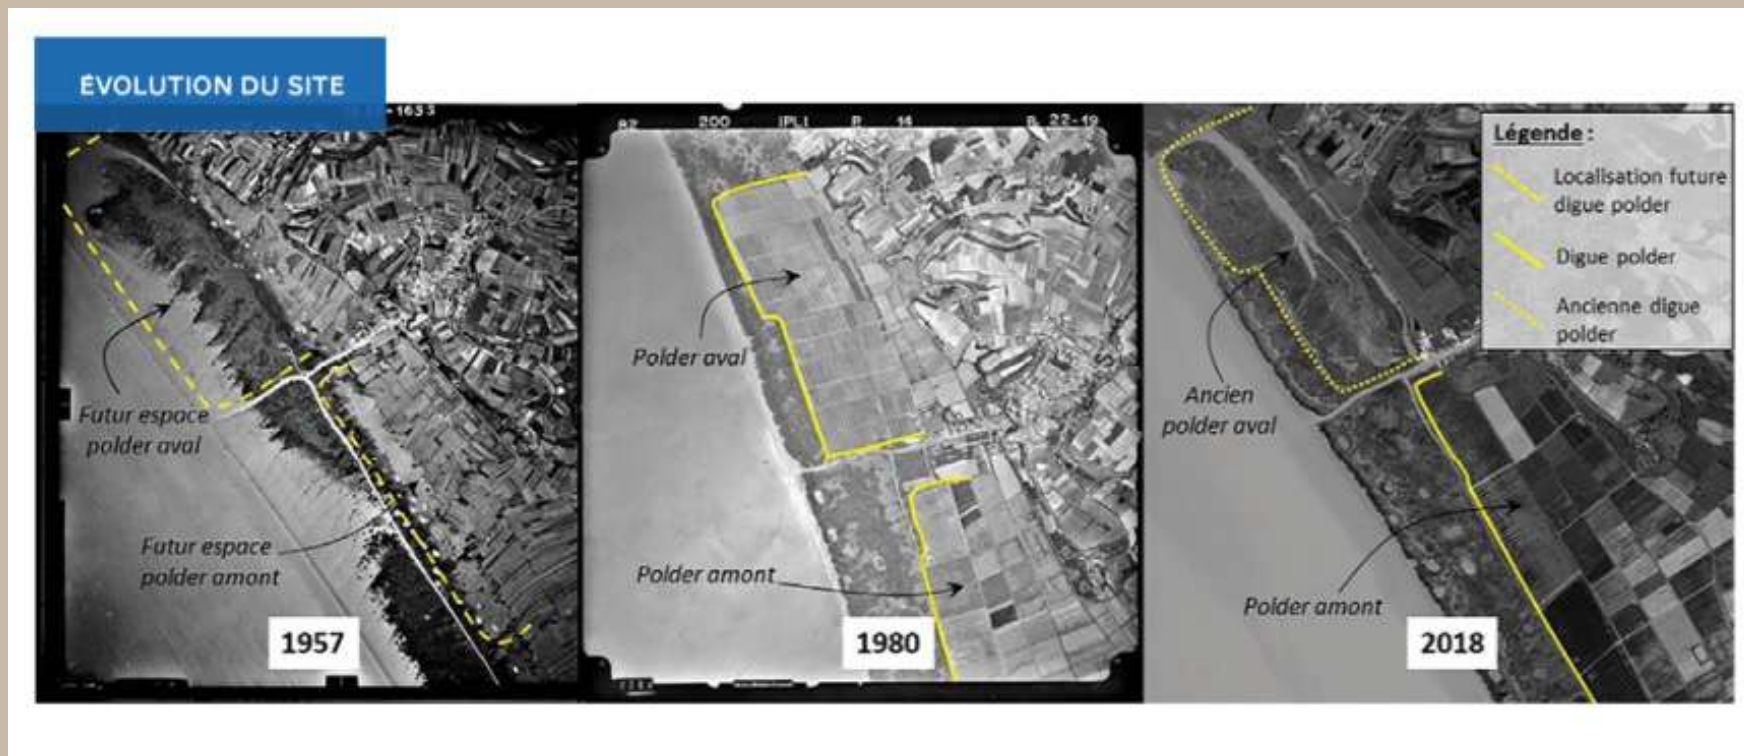 ÉVOLUTION DU SITE
-1633
82 200 IPLI P. 14 B. 22-19
Légende :
Localisation future
digue polder
Digue polder
Ancienne digue
polder
Futur espace
polder aval
Futur espace
polder amont
1957
Polder aval
Polder amont
1980
Ancien
polder aval
Polder amont
2018